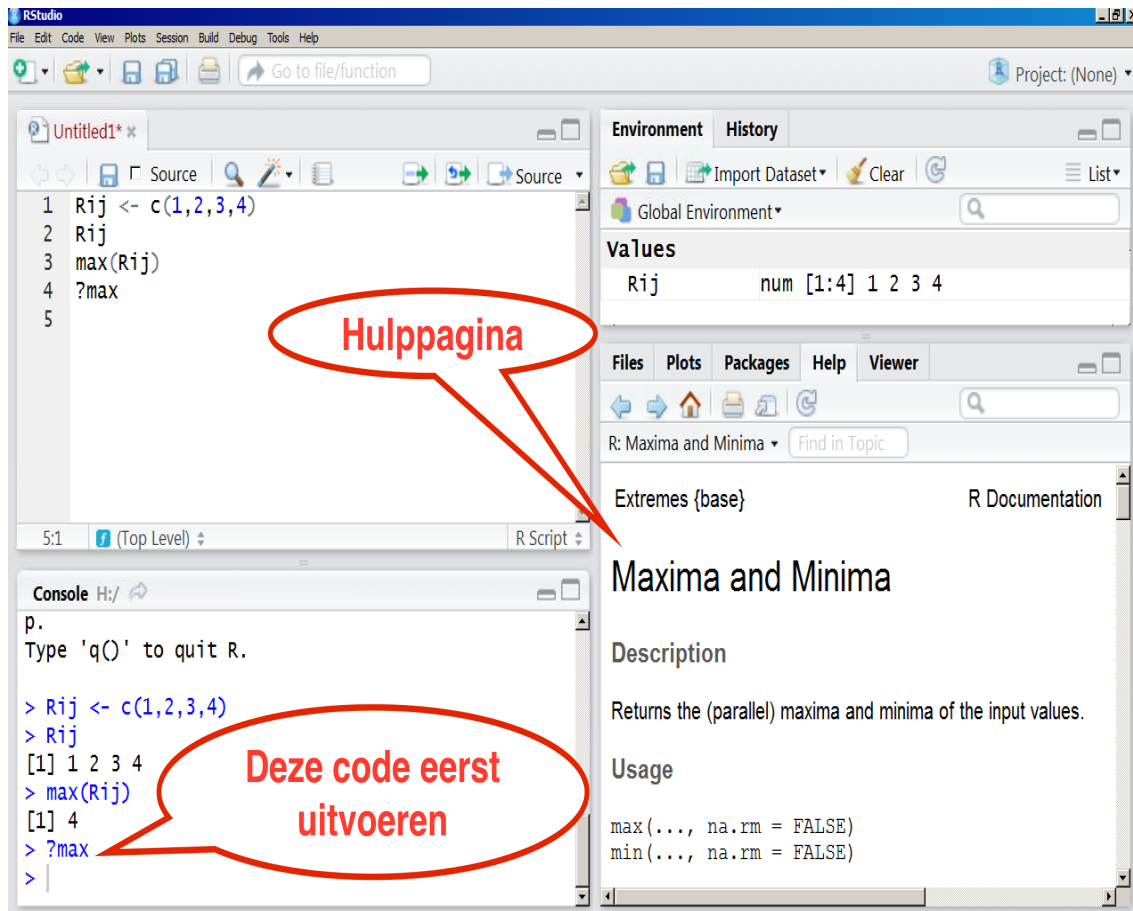 RStudio
File Edit Code View Plots Session Build Debug Tools Help
Go to file/function
Project: (None)
Untitled1*
Source
Source
1 Rij <- c(1,2,3,4)
2 Rij
3 max(Rij)
4 ?max
5
5:1 (Top Level) R Script
Hulppagina
Console H:/
p.
Type 'q()' to quit R.
> Rij <- c(1,2,3,4)
> Rij
[1] 1 2 3 4
> max(Rij)
[1] 4
> ?max
>
Deze code eerst
uitvoeren
Environment History
Import Dataset Clear List
Global Environment
Values
Rij num [1:4] 1 2 3 4
Files Plots Packages Help Viewer
R: Maxima and Minima Find in Topic
Extremes {base} R Documentation
Maxima and Minima
Description
Returns the (parallel) maxima and minima of the input values.
Usage
max(..., na.rm = FALSE)
min(..., na.rm = FALSE)